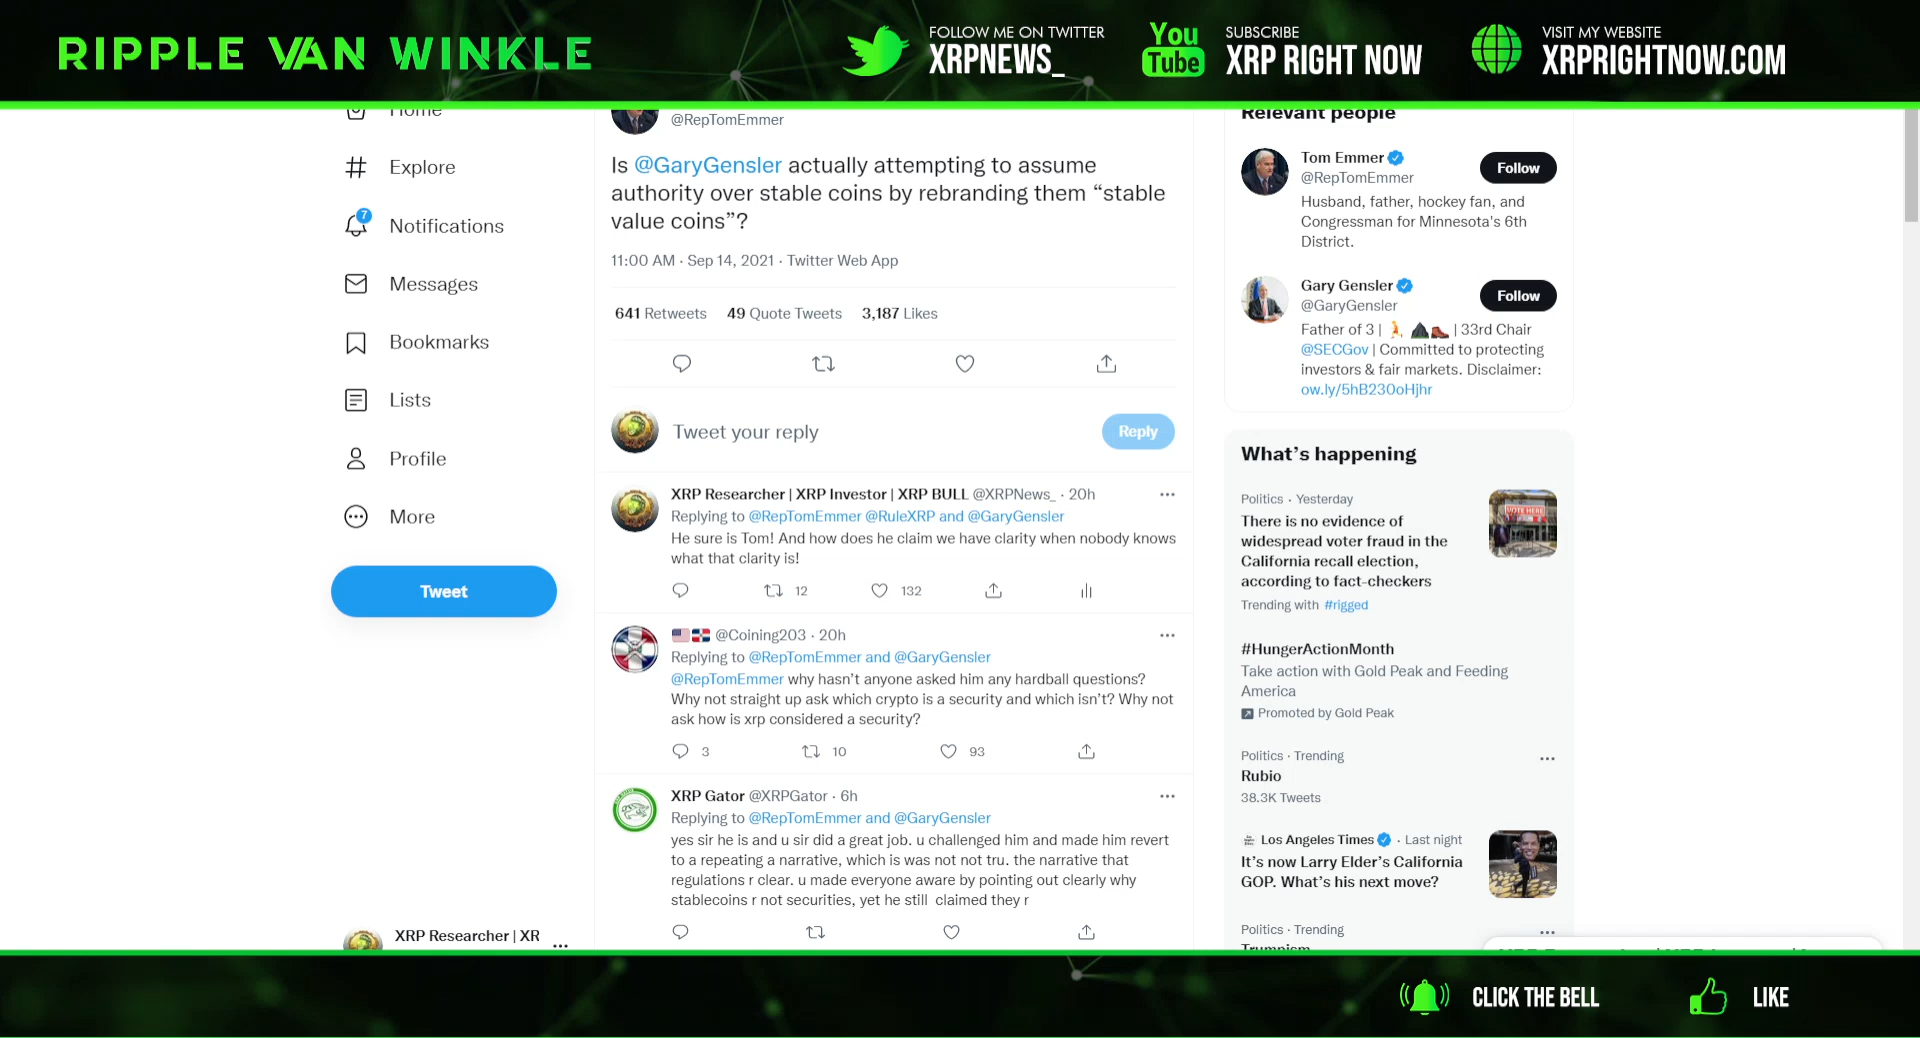 RIPPLE VAN WINKLE
FOLLOW ME ON TWITTER
XRPNEWS_
You
Tube
SUBSCRIBE
XRP RIGHT NOW
VISIT MY WEBSITE
XRPRIGHTNOW.COM
Home
Explore
7
Notifications
Messages
Bookmarks
Lists
Profile
More
Tweet
XRP Researcher | XR
@RepTomEmmer
Is @GaryGensler actually attempting to assume
authority over stable coins by rebranding them “stable
value coins”?
11:00 AM · Sep 14, 2021 · Twitter Web App
641 Retweets 49 Quote Tweets 3,187 Likes
Tweet your reply
Reply
XRP Researcher | XRP Investor | XRP BULL @XRPNews_ · 20h
Replying to @RepTomEmmer @RuleXRP and @GaryGensler
He sure is Tom! And how does he claim we have clarity when nobody knows
what that clarity is!
12 132
@Coining203 · 20h
Replying to @RepTomEmmer and @GaryGensler
@RepTomEmmer why hasn’t anyone asked him any hardball questions?
Why not straight up ask which crypto is a security and which isn’t? Why not
ask how is xrp considered a security?
3 10 93
XRP Gator @XRPGator · 6h
Replying to @RepTomEmmer and @GaryGensler
yes sir he is and u sir did a great job. u challenged him and made him revert
to a repeating a narrative, which is was not not tru. the narrative that
regulations r clear. u made everyone aware by pointing out clearly why
stablecoins r not securities, yet he still claimed they r
Relevant people
Tom Emmer
@RepTomEmmer
Follow
Husband, father, hockey fan, and
Congressman for Minnesota's 6th
District.
Gary Gensler
@GaryGensler
Follow
Father of 3 | | 33rd Chair
@SECGov | Committed to protecting
investors & fair markets. Disclaimer:
ow.ly/5hB230oHjhr
What’s happening
Politics · Yesterday
There is no evidence of
widespread voter fraud in the
California recall election,
according to fact-checkers
Trending with #rigged
VOTE HERE
#HungerActionMonth
Take action with Gold Peak and Feeding
America
Promoted by Gold Peak
Politics · Trending
Rubio
38.3K Tweets
Los Angeles Times · Last night
It’s now Larry Elder’s California
GOP. What’s his next move?
Politics · Trending
Trumpism
CLICK THE BELL
LIKE